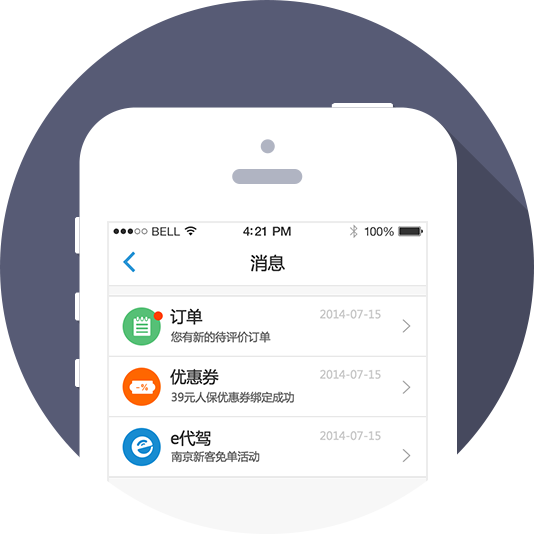 BELL 4:21 PM 100%
消息
订单 2014-07-15
您有新的待评价订单
-%
优惠券 2014-07-15
39元人保优惠券绑定成功
e代驾 2014-07-15
南京新客免单活动